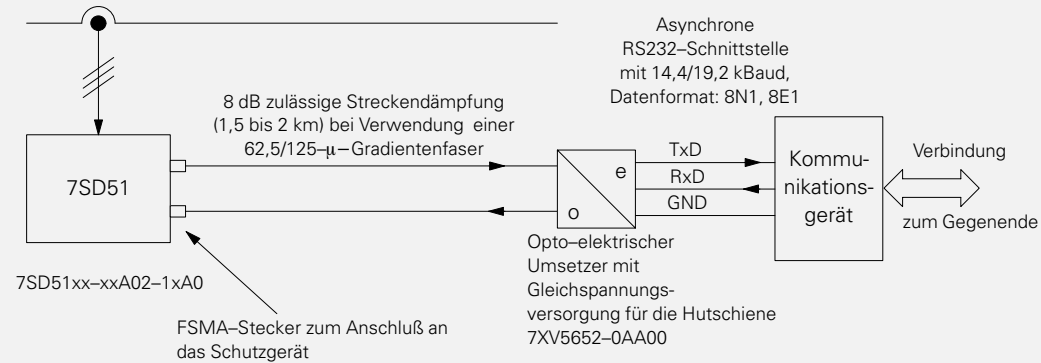 Asynchrone
RS232–Schnittstelle
mit 14,4/19,2 kBaud,
Datenformat: 8N1, 8E1
8 dB zulässige Streckendämpfung
(1,5 bis 2 km) bei Verwendung einer
62,5/125–μ–Gradientenfaser
7SD51
e
o
TxD
RxD
GND
Kommu-
nikations-
gerät
Verbindung
zum Gegenende
7SD51xx–xxA02–1xA0
FSMA–Stecker zum Anschluß an
das Schutzgerät
Opto–elektrischer
Umsetzer mit
Gleichspannungs-
versorgung für die Hutschiene
7XV5652–0AA00